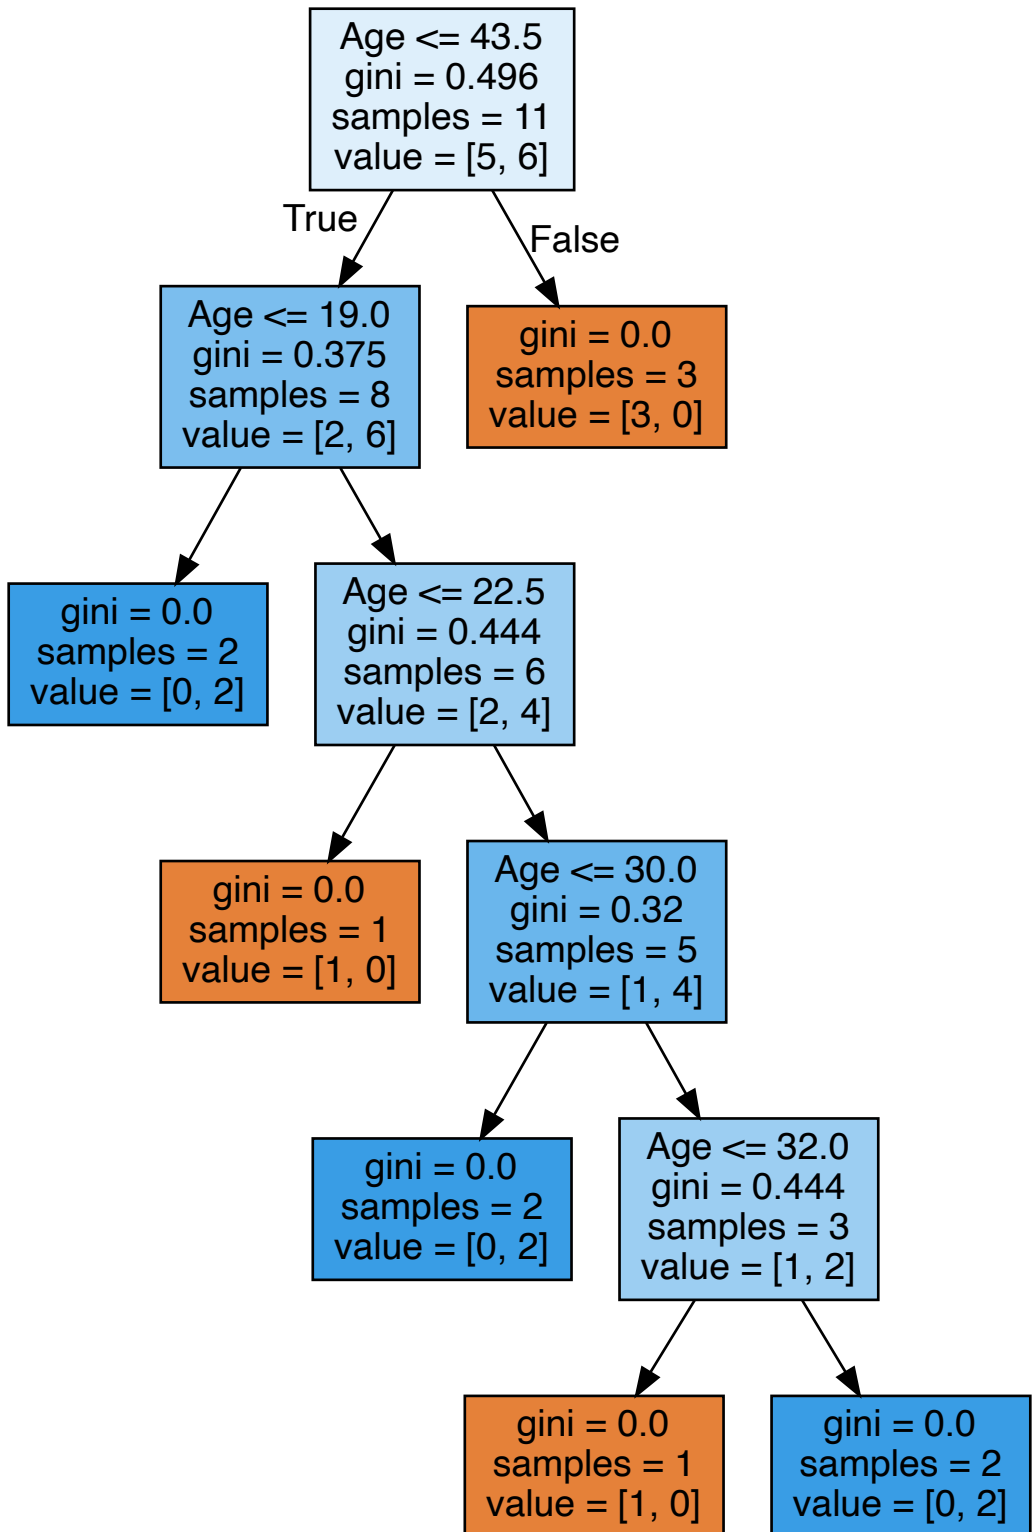 Age <= 43.5
gini = 0.496
samples = 11
value = [5, 6]
True
False
Age <= 19.0
gini = 0.375
samples = 8
value = [2, 6]
gini = 0.0
samples = 3
value = [3, 0]
gini = 0.0
samples = 2
value = [0, 2]
Age <= 22.5
gini = 0.444
samples = 6
value = [2, 4]
gini = 0.0
samples = 1
value = [1, 0]
Age <= 30.0
gini = 0.32
samples = 5
value = [1, 4]
gini = 0.0
samples = 2
value = [0, 2]
Age <= 32.0
gini = 0.444
samples = 3
value = [1, 2]
gini = 0.0
samples = 1
value = [1, 0]
gini = 0.0
samples = 2
value = [0, 2]